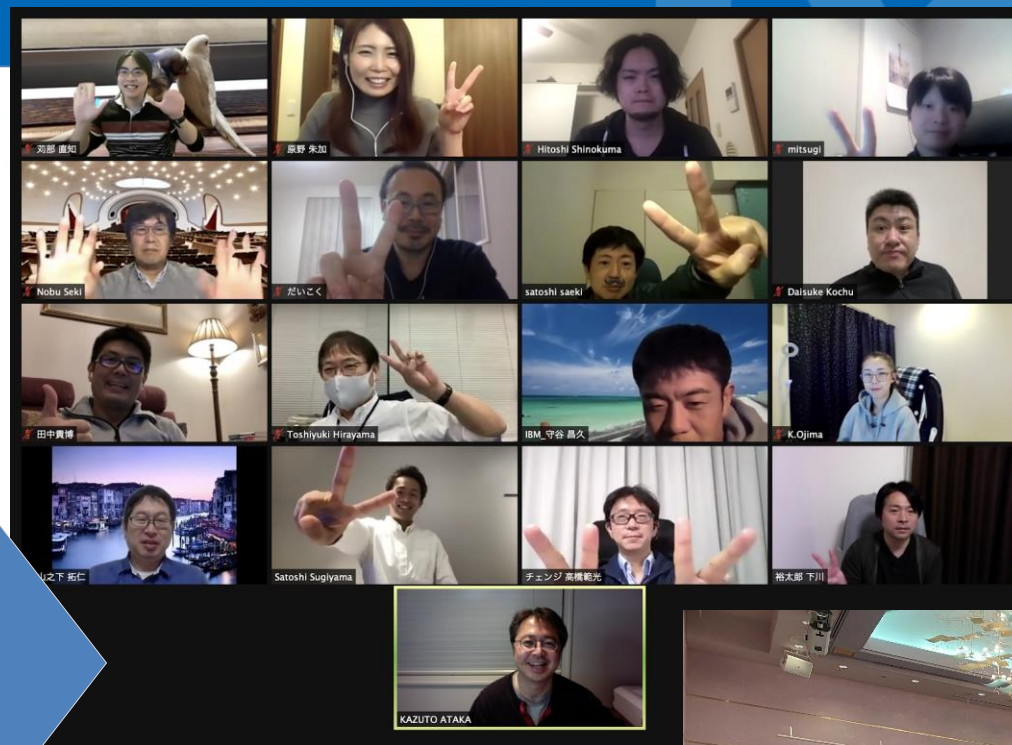 苅部 直知
原野 朱加
Hitoshi Shinokuma
mitsugi
Nobu Seki
だいこく
satoshi saeki
Daisuke Kochu
田中貴博
Toshiyuki Hirayama
IBM_守谷 昌久
K.Ojima
山之下 拓仁
Satoshi Sugiyama
チェンジ 高橋範光
裕太郎 下川
KAZUTO ATAKA